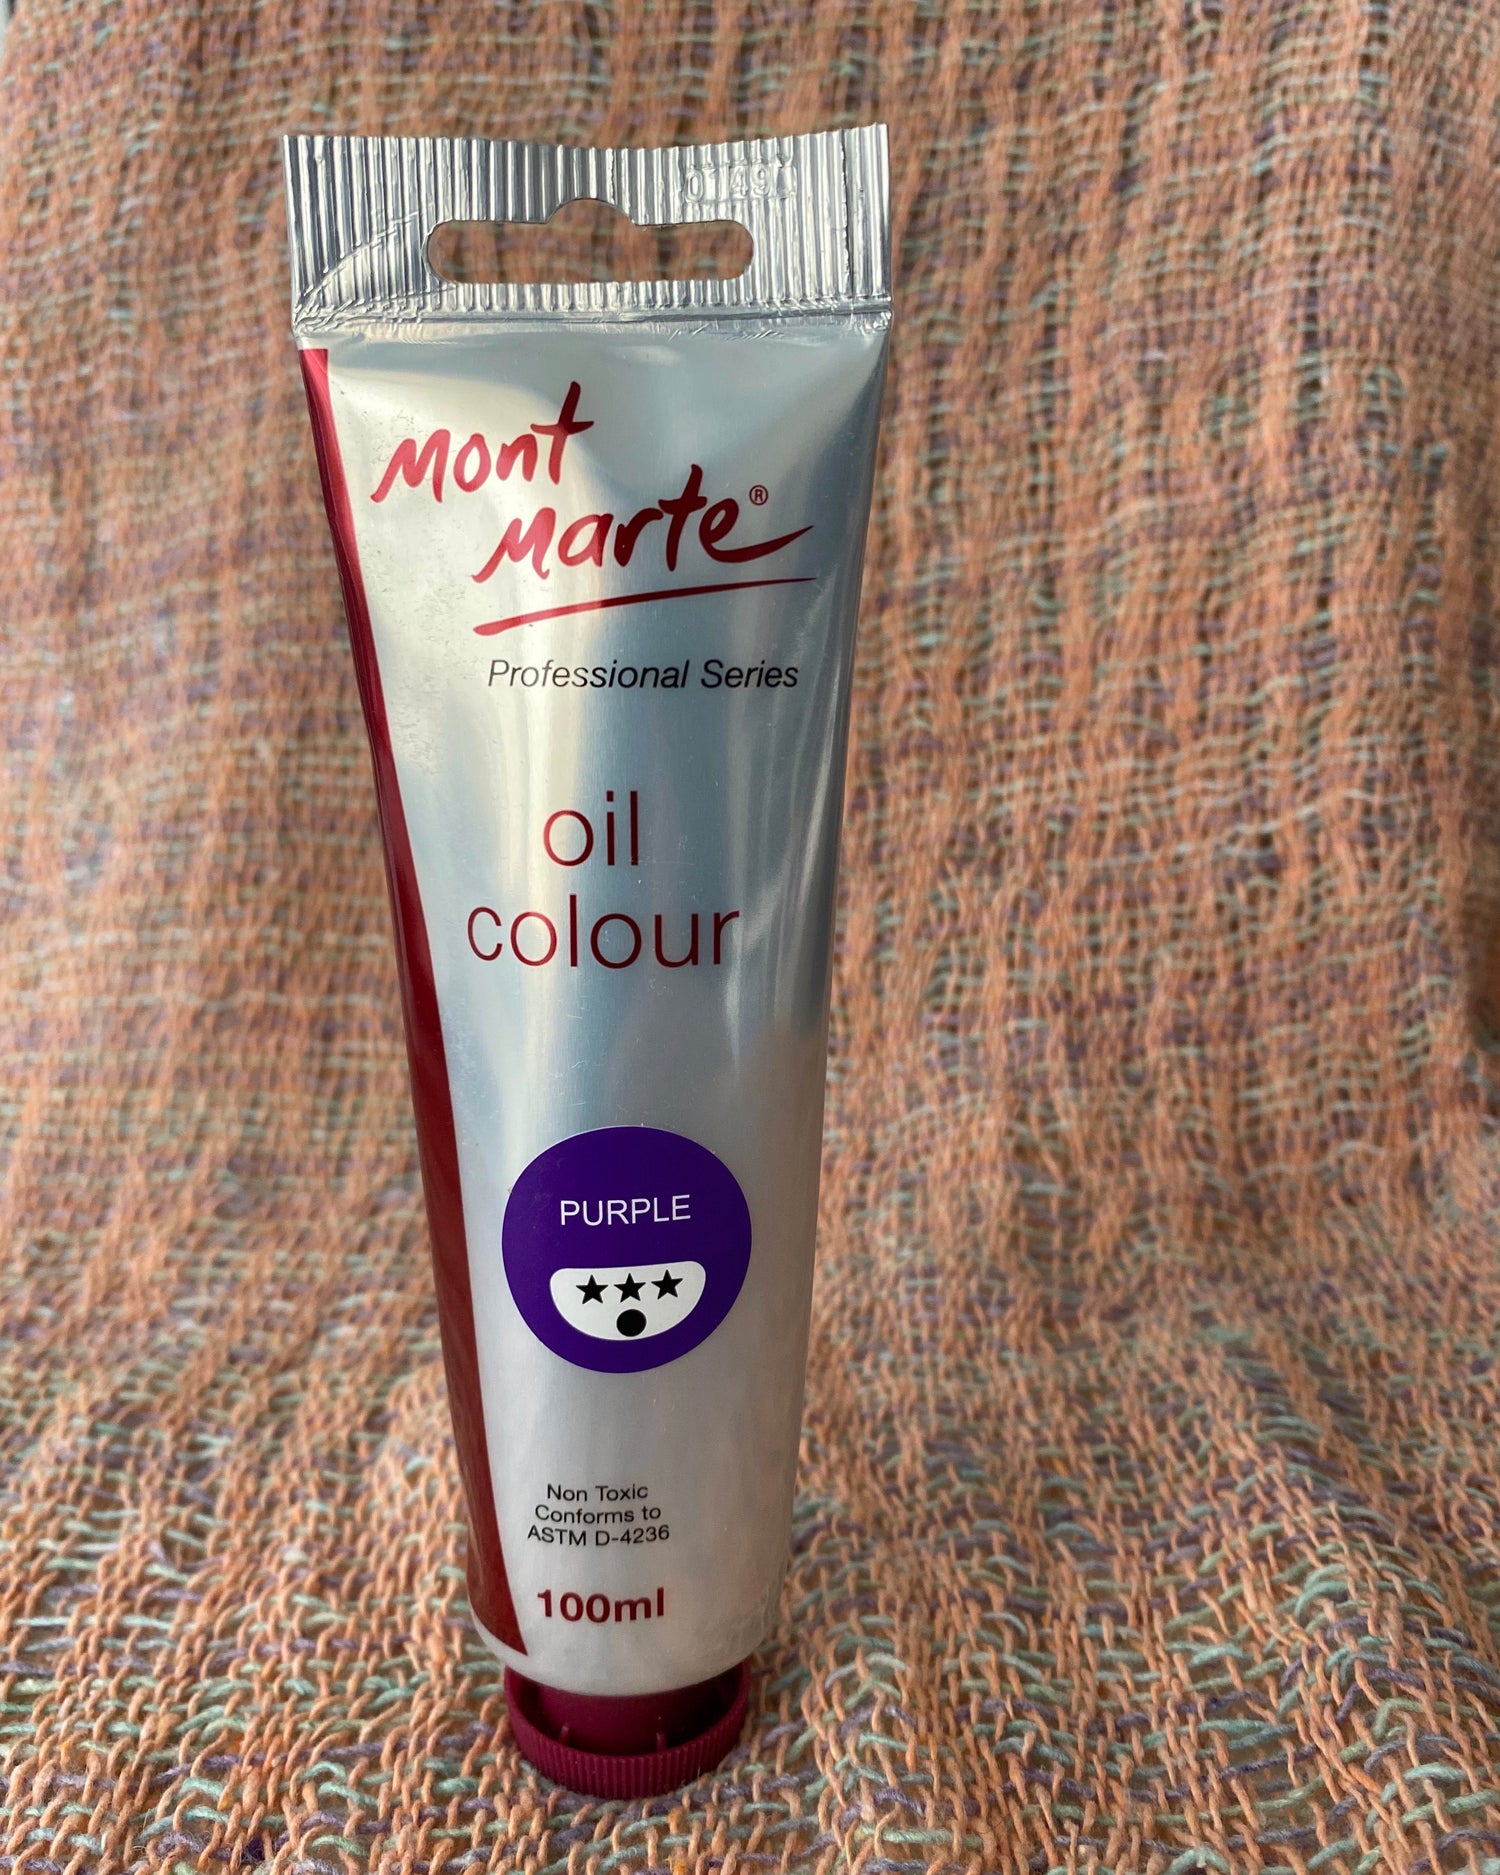 Mont
Marte®
Professional Series
oil
colour
PURPLE
Non Toxic
Conforms to
ASTM D-4236
100ml